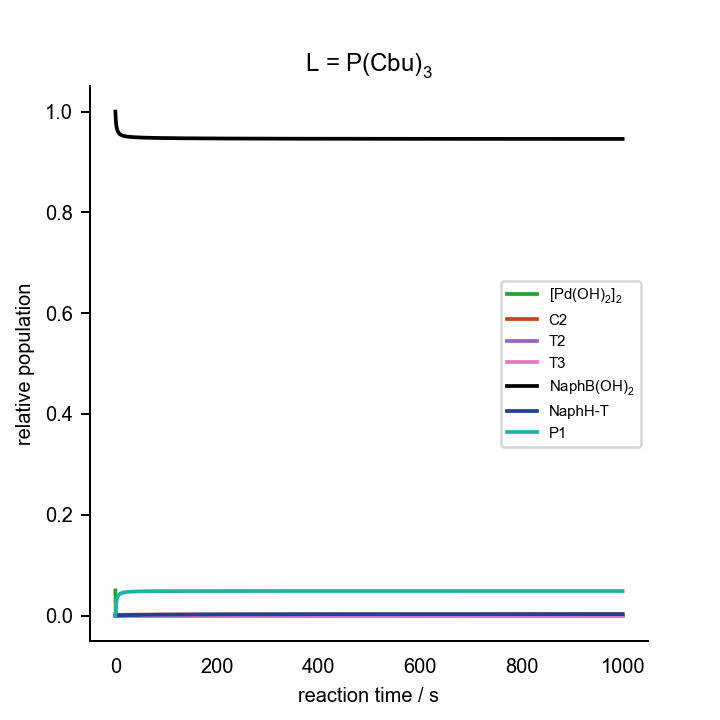 L = P(Cbu)₃
1.0
0.8
0.6
0.4
0.2
0.0
relative population
[Pd(OH)₂]₂
C2
T2
T3
NaphB(OH)₂
NaphH-T
P1
0 200 400 600 800 1000
reaction time / s